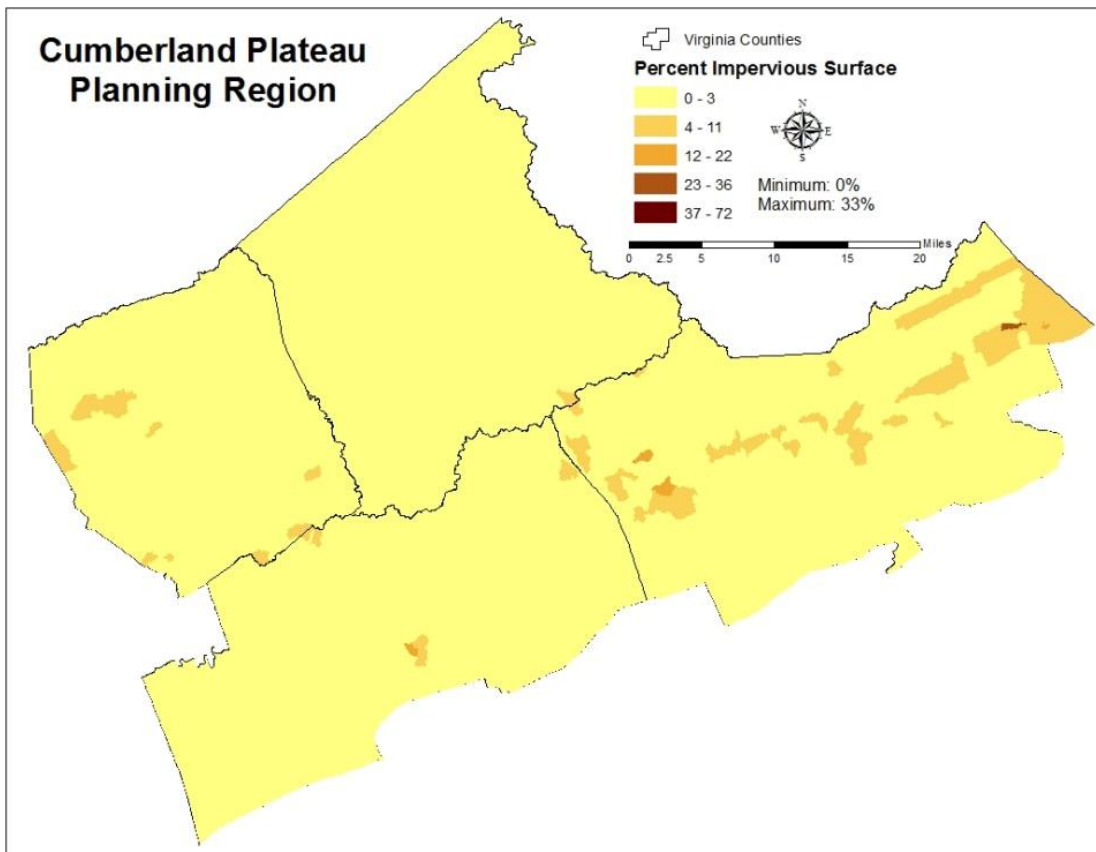 Cumberland Plateau
Planning Region
Virginia Counties
Percent Impervious Surface
0 - 3
4 - 11
12 - 22
23 - 36
37 - 72
N
W E
S
Minimum: 0%
Maximum: 33%
Miles
0 2.5 5 10 15 20